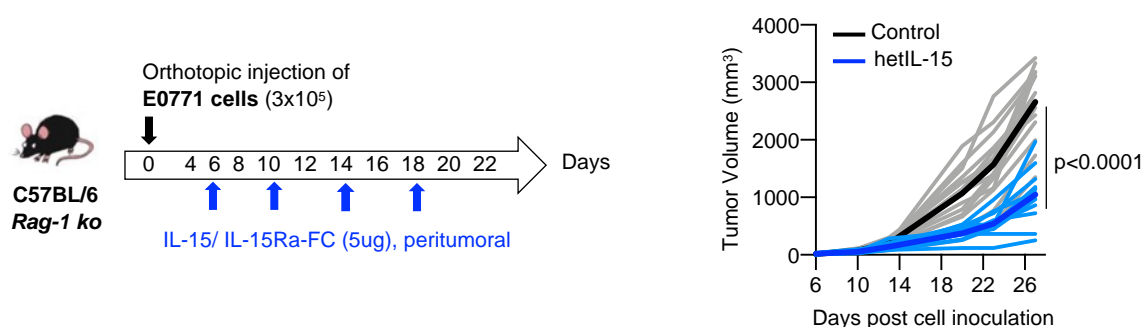 Orthotopic injection of
E0771 cells (3x10⁵)
0 4 6 8 10 12 14 16 18 20 22
Days
C57BL/6
Rag-1 ko
IL-15/ IL-15Ra-FC (5ug), peritumoral
Control
hetIL-15
Tumor Volume (mm³)
4000
3000
2000
1000
0
p<0.0001
6 10 14 18 22 26
Days post cell inoculation